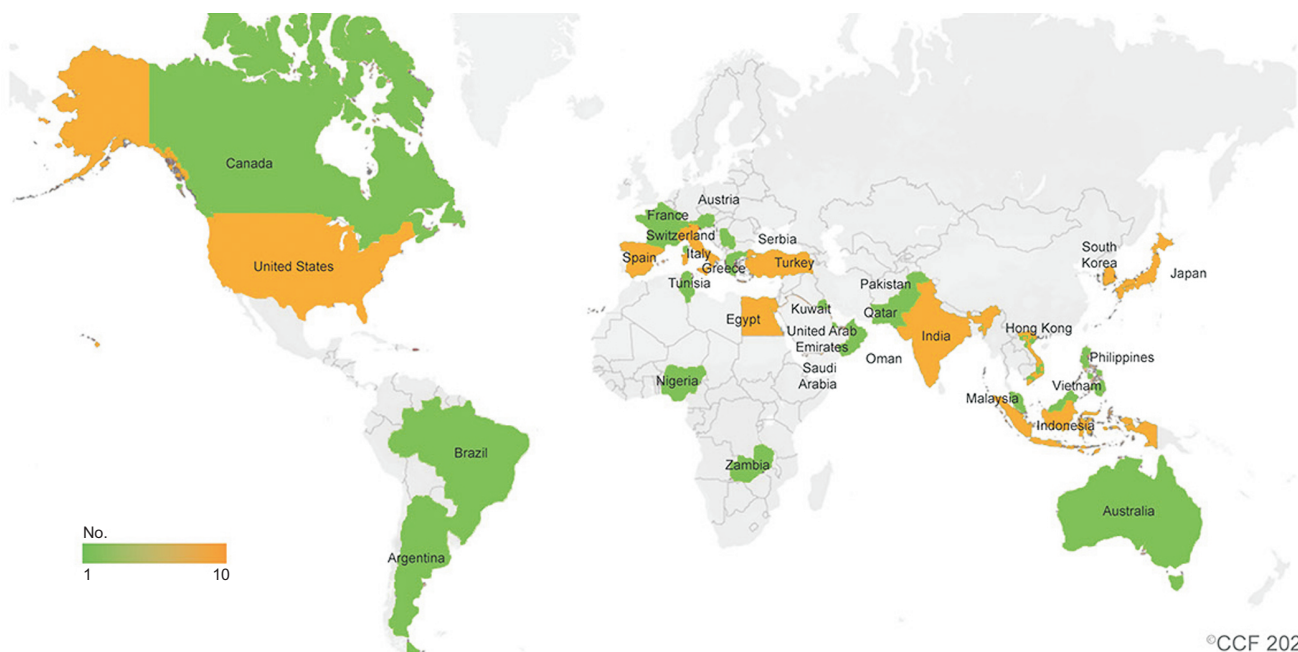 Canada
United States
Brazil
Argentina
No.
1 10
Austria
France
Switzerland
Serbia
Spain
Italy
Greece
Turkey
Tunisia
Egypt
Kuwait
United Arab
Emirates
Saudi
Arabia
Oman
Nigeria
Zambia
Pakistan
Qatar
India
South
Korea
Japan
Hong Kong
Philippines
Vietnam
Malaysia
Indonesia
Australia
©CCF 202